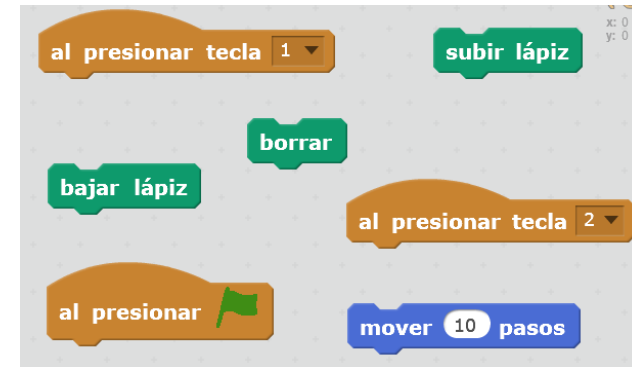 al presionar tecla 1
subir lápiz
x: 0
y: 0
borrar
bajar lápiz
al presionar tecla 2
al presionar
mover 10 pasos